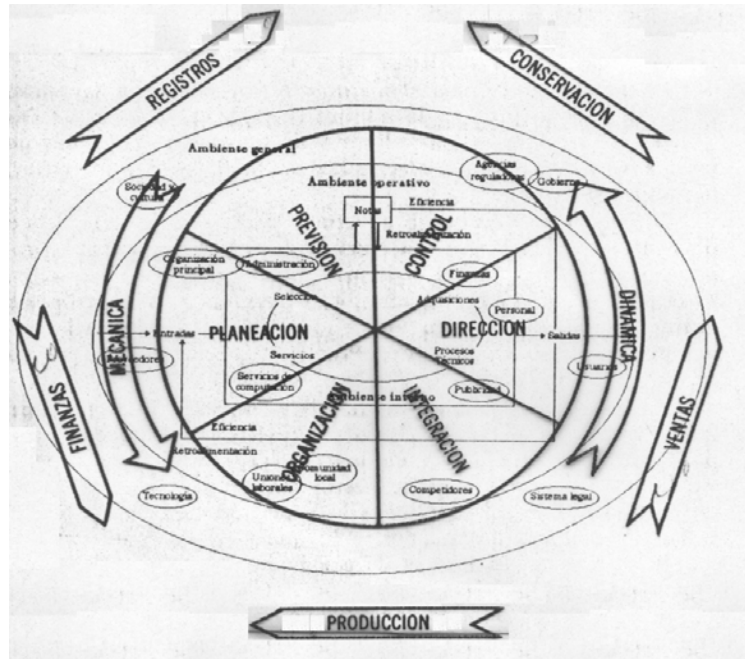 REGISTROS
CONSERVACION
Ambiente general
Agencias
reguladoras
Gobierno
Sociedad y
cultura
Ambiente operativo
Notas
Eficiencia
Retroalimentación
PREVISION
CONTROL
Organización
principal
Administración
Finanzas
Selección
Adquisiciones
Personal
MECANICA
Entradas
PLANEACION
DIRECCION
Salidas
DINAMICA
Servicios
Procesos
Técnicos
Usuarios
Servicios de
computación
Publicidad
Ambiente interno
FINANZAS
VENTAS
Eficiencia
ORGANIZACION
INTEGRACION
Retroalimentación
Uniones
laborales
Comunidad
local
Competidores
Tecnología
Sistema legal
PRODUCCION